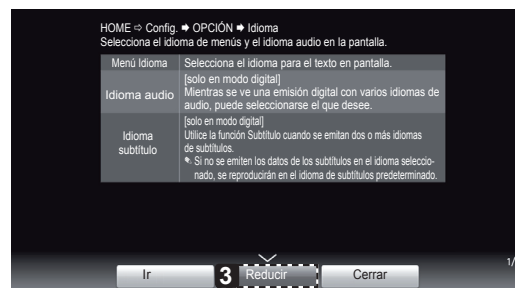 HOME ⇨ Config. ➡ OPCIÓN ➡ Idioma
Selecciona el idioma de menús y el idioma audio en la pantalla.
Menú Idioma Selecciona el idioma para el texto en pantalla.
[solo en modo digital]
Idioma audio Mientras se ve una emisión digital con varios idiomas de
audio, puede seleccionarse el que desee.
[solo en modo digital]
Idioma
subtítulo
Utilice la función Subtítulo cuando se emitan dos o más idiomas
de subtítulos.
Si no se emiten los datos de los subtítulos en el idioma seleccio-
nado, se reproducirán en el idioma de subtítulos predeterminado.
1/
Ir 3 Reducir Cerrar